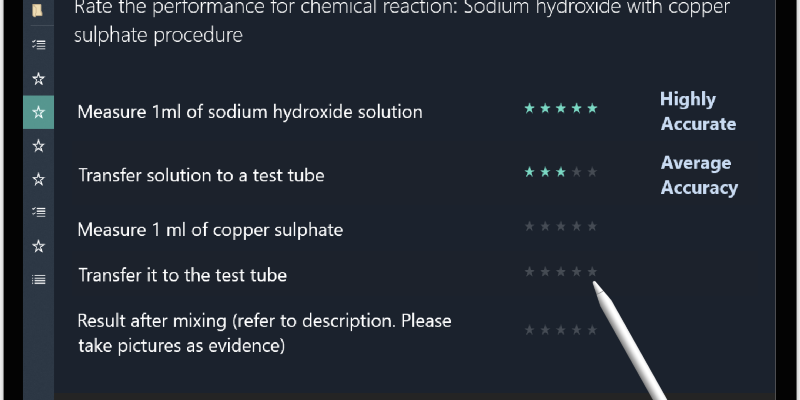 Rate the performance for chemical reaction: Sodium hydroxide with copper
sulphate procedure
Measure 1ml of sodium hydroxide solution
Highly
Accurate
Transfer solution to a test tube
Average
Accuracy
Measure 1 ml of copper sulphate
Transfer it to the test tube
Result after mixing (refer to description. Please
take pictures as evidence)